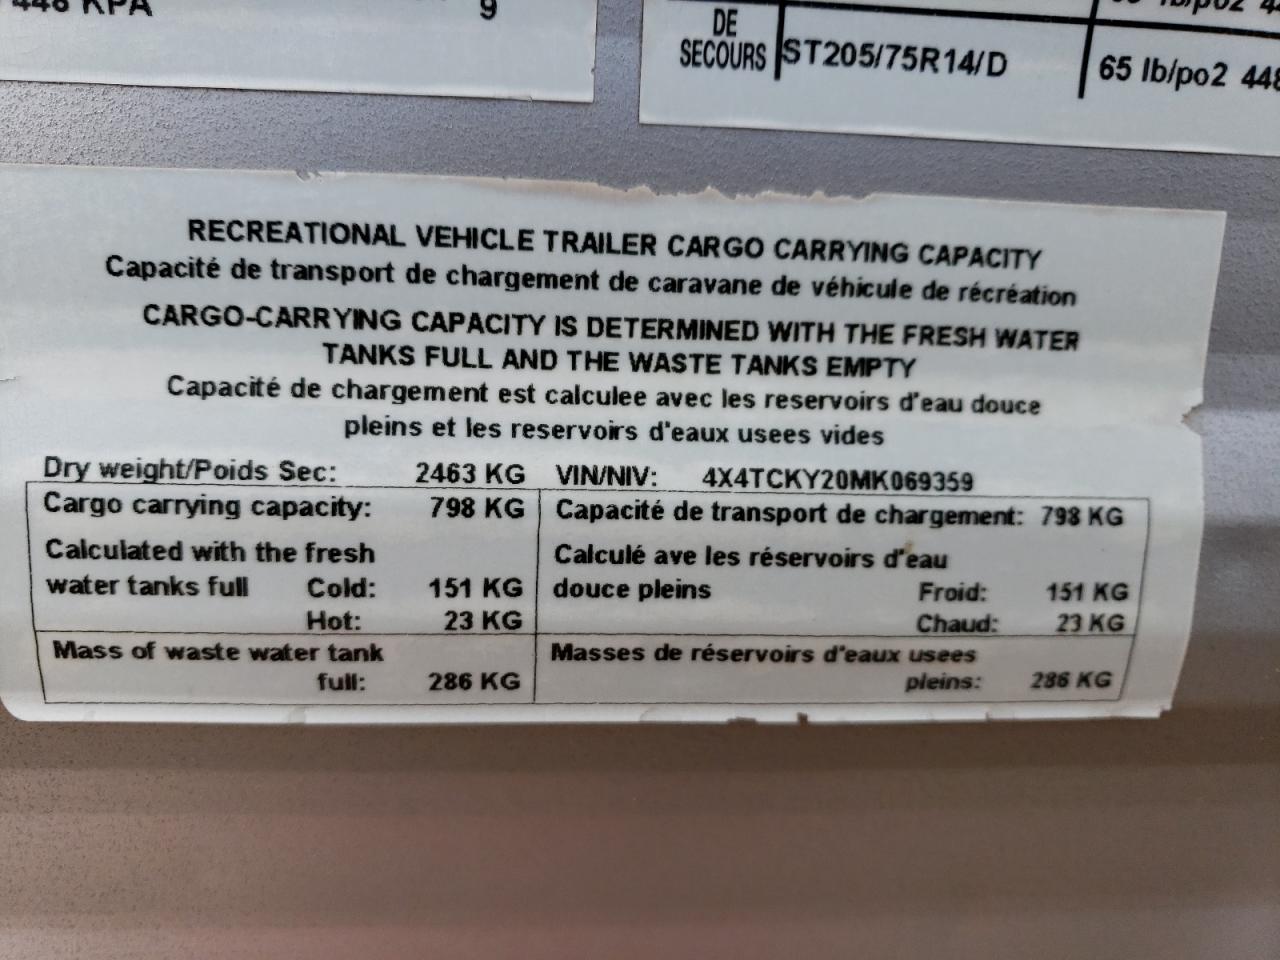 448 KPA 9
DE
SECOURS ST205/75R14/D 65 lb/po2 448
RECREATIONAL VEHICLE TRAILER CARGO CARRYING CAPACITY
Capacité de transport de chargement de caravane de véhicule de récréation
CARGO-CARRYING CAPACITY IS DETERMINED WITH THE FRESH WATER
TANKS FULL AND THE WASTE TANKS EMPTY
Capacité de chargement est calculee avec les reservoirs d'eau douce
pleins et les reservoirs d'eaux usees vides
Dry weight/Poids Sec: 2463 KG VIN/NIV: 4X4TCKY20MK069359
Cargo carrying capacity: 798 KG Capacité de transport de chargement: 798 KG
Calculated with the fresh Calculé ave les réservoirs d'eau
water tanks full Cold: 151 KG douce pleins Froid: 151 KG
Hot: 23 KG Chaud: 23 KG
Mass of waste water tank Masses de réservoirs d'eaux usees
full: 286 KG pleins: 286 KG